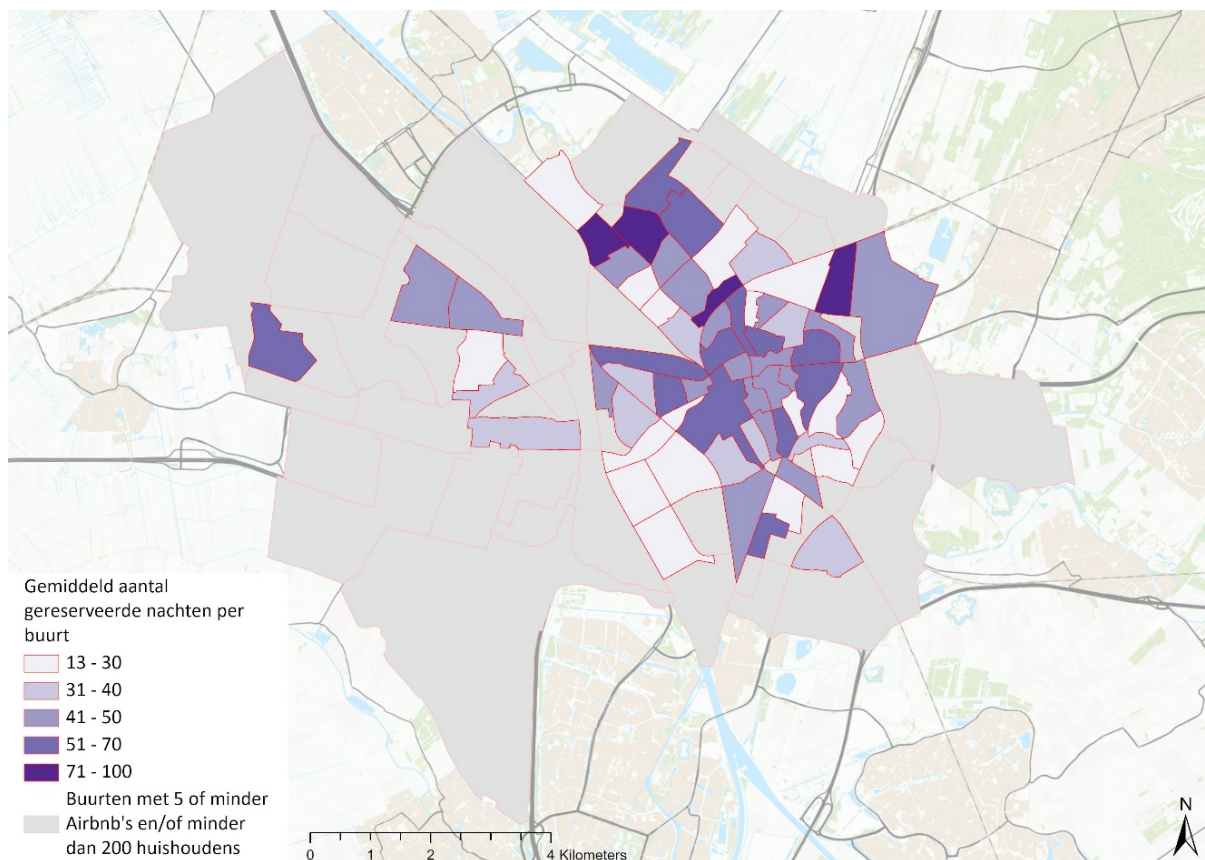 Gemiddeld aantal
gereserveerde nachten per
buurt
13 - 30
31 - 40
41 - 50
51 - 70
71 - 100
Buurten met 5 of minder
Airbnb's en/of minder
dan 200 huishoudens
0 1 2 4 Kilometers
N